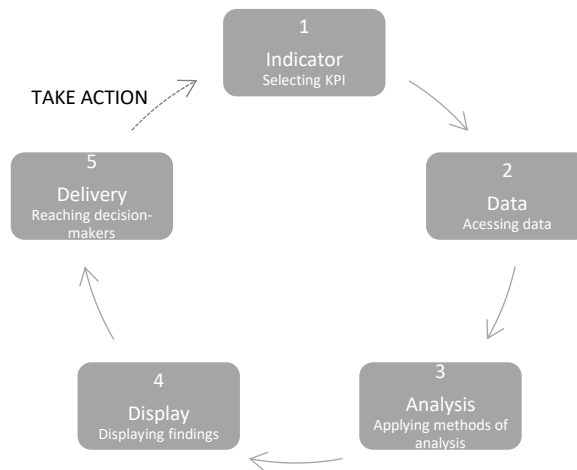 1
Indicator
Selecting KPI
TAKE ACTION
5
Delivery
Reaching decision-
makers
2
Data
Acessing data
4
Display
Displaying findings
3
Analysis
Applying methods of
analysis